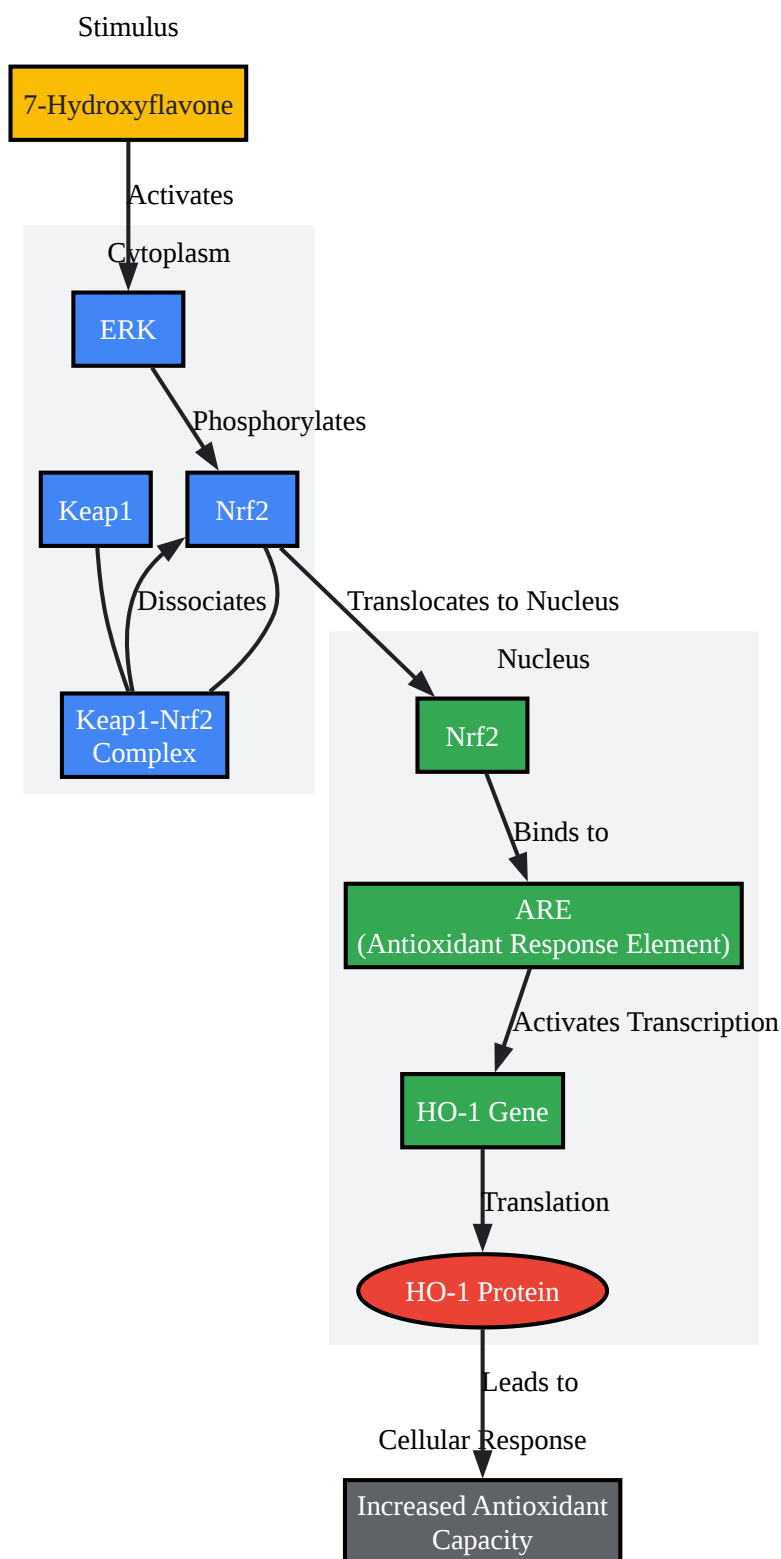 Stimulus
7-Hydroxyflavone
Activates
Cytoplasm
ERK
Phosphorylates
Keap1
Nrf2
Dissociates
Translocates to Nucleus
Keap1-Nrf2
Complex
Nucleus
Nrf2
Binds to
ARE
(Antioxidant Response Element)
Activates Transcription
HO-1 Gene
Translation
HO-1 Protein
Leads to
Cellular Response
Increased Antioxidant
Capacity